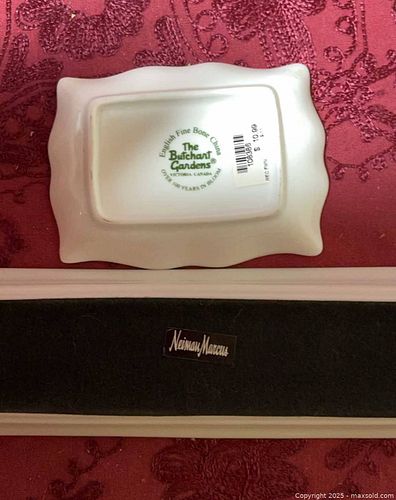 English Fine Bone China
The
Butchart
Gardens®
VICTORIA, CANADA
OVER 100 YEARS IN BLOOM
108386
$ 10.99
Neiman Marcus
Copyright © 2025 - maxsold.com